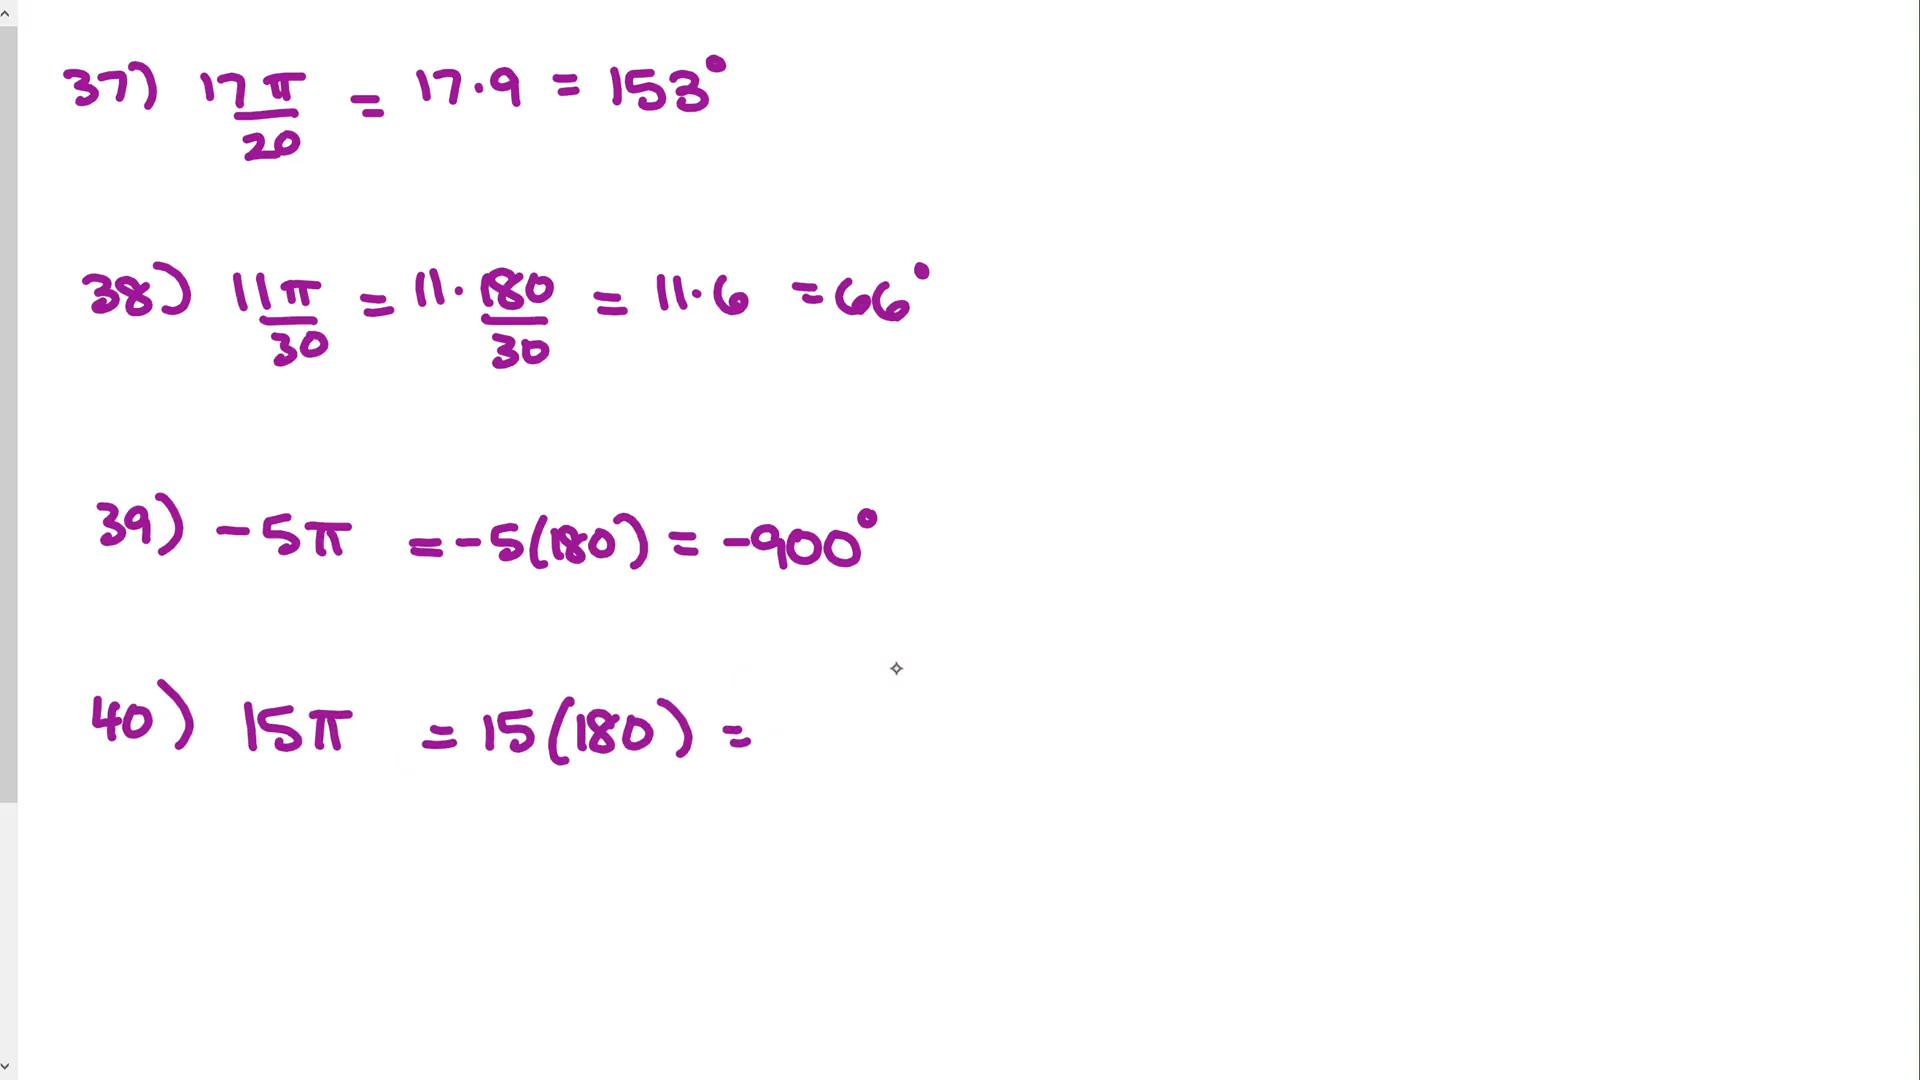 37) 17π/20 = 17·9 = 153°
38) 11π/30 = 11·180/30 = 11·6 = 66°
39) -5π = -5(180) = -900°
40) 15π = 15(180) =